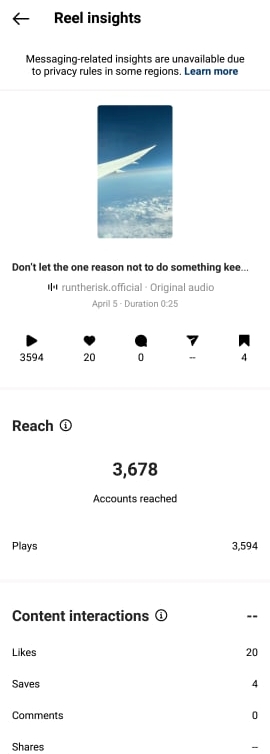 Reel insights
Messaging-related insights are unavailable due
to privacy rules in some regions. Learn more
Don't let the one reason not to do something kee...
runtherisk.official · Original audio
April 5 · Duration 0:25
3594 20 0 -- 4
Reach
3,678
Accounts reached
Plays 3,594
Content interactions --
Likes 20
Saves 4
Comments 0
Shares --